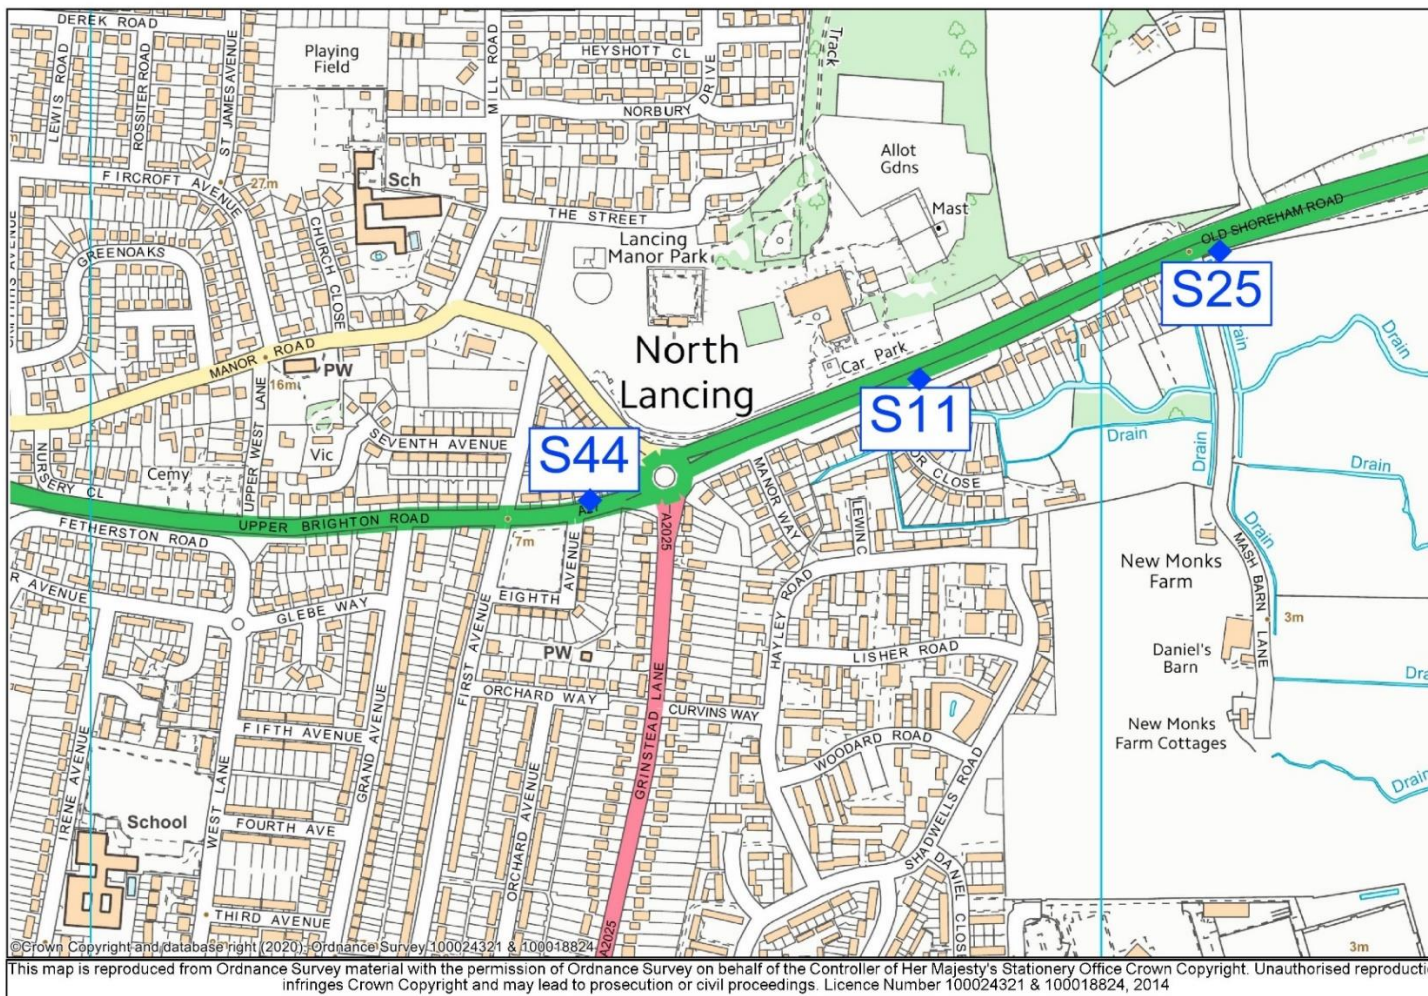 DEREK ROAD
LEWIS ROAD
ROSSITER ROAD
ST JAMES AVENUE
Playing
Field
MILL ROAD
HEYSHOTT CL
NORBURY DRIVE
Track
Allot
Gdns
Mast
FIRCROFT AVENUE
27m
Sch
THE STREET
Lancing
Manor Park
OLD SHOREHAM ROAD
S25
GREENOAKS
CHURCH CLOSE
MANOR ROAD
PW
16m
North
Lancing
Car Park
S11
Drain
Drain
Drain
Drain
Drain
Drain
NURSERY CL
Cemy
UPPER WEST LANE
Vic
SEVENTH AVENUE
S44
MANOR WAY
OR CLOSE
LEWIN C
UPPER BRIGHTON ROAD
7m
A2025
FETHERSTON ROAD
R AVENUE
GLEBE WAY
EIGHTH AVENUE
PW
FIRST AVENUE
ORCHARD WAY
CURVINS WAY
HAYLEY ROAD
LISHER ROAD
New Monks
Farm
MASH BARN LANE
3m
Daniel's
Barn
Dra
New Monks
Farm Cottages
FIFTH AVENUE
GRAND AVENUE
GRINSTEAD LANE
WOODARD ROAD
IRENE AVENUE
School
WEST LANE
FOURTH AVE
ORCHARD AVENUE
SHADWELLS ROAD
DANIEL CLOS
Drain
THIRD AVENUE
A2025
3m
©Crown Copyright and database right (2020). Ordnance Survey 100024321 & 100018824
This map is reproduced from Ordnance Survey material with the permission of Ordnance Survey on behalf of the Controller of Her Majesty's Stationery Office Crown Copyright. Unauthorised reproducti
infringes Crown Copyright and may lead to prosecution or civil proceedings. Licence Number 100024321 & 100018824, 2014